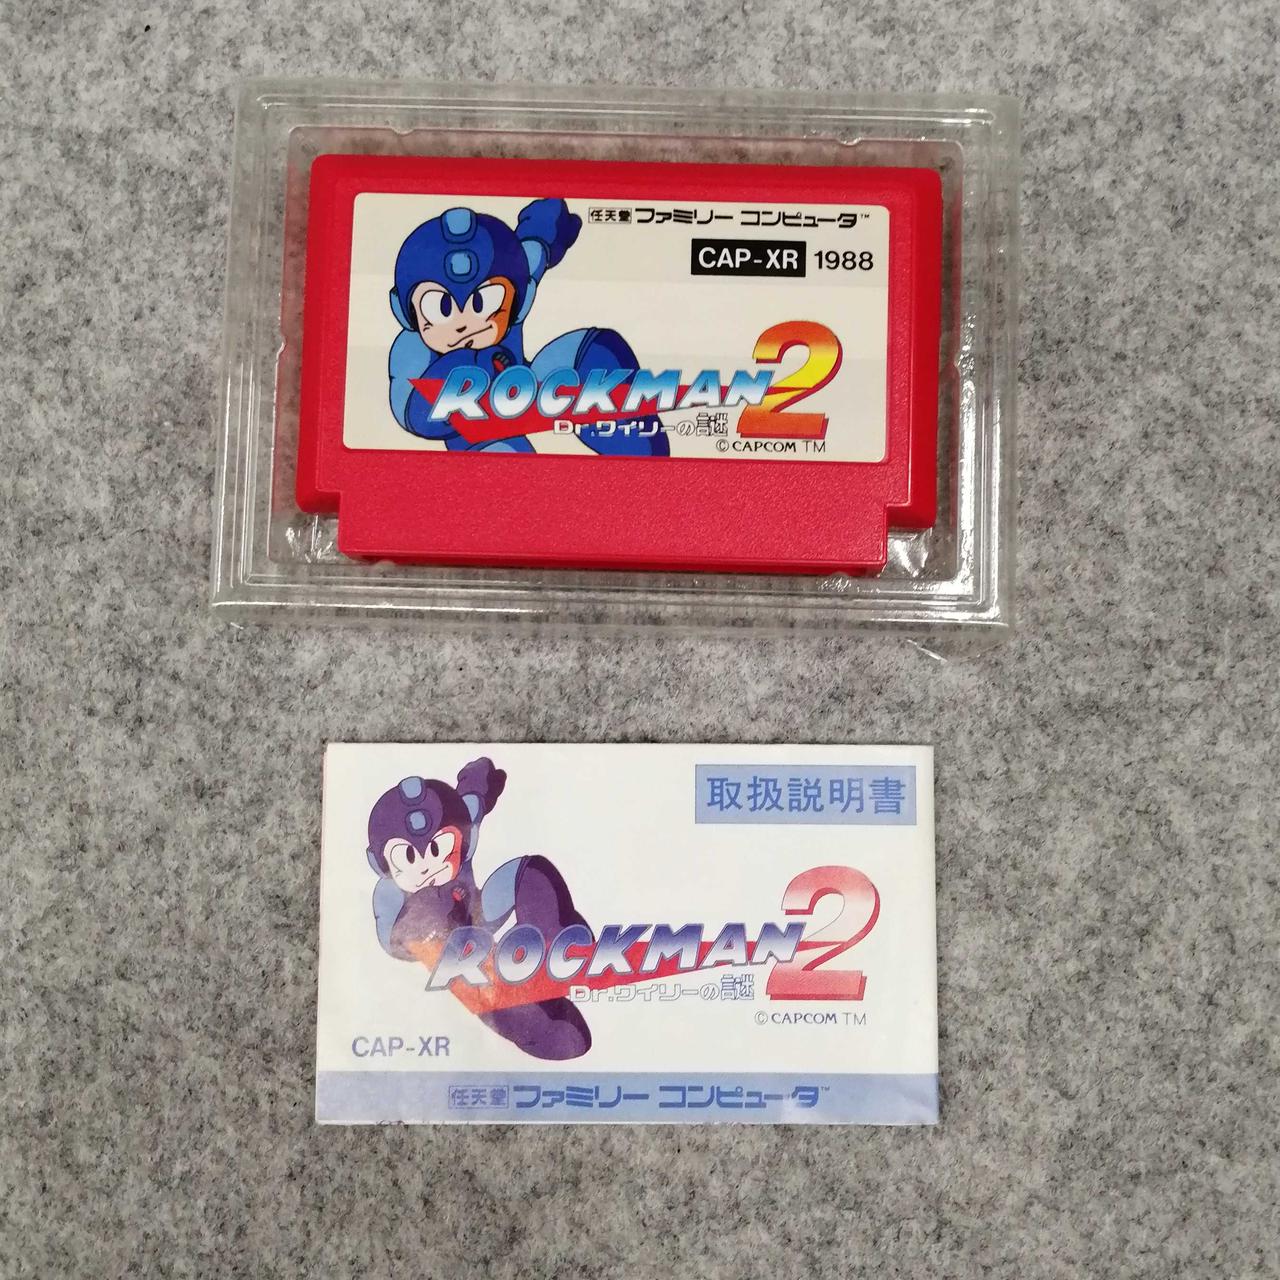 任天堂 ファミリー コンピュータ™
CAP-XR 1988
ROCKMAN 2
Dr.ワイリーの謎
©CAPCOM TM
取扱説明書
ROCKMAN 2
Dr.ワイリーの謎
©CAPCOM TM
CAP-XR
任天堂 ファミリー コンピュータ™